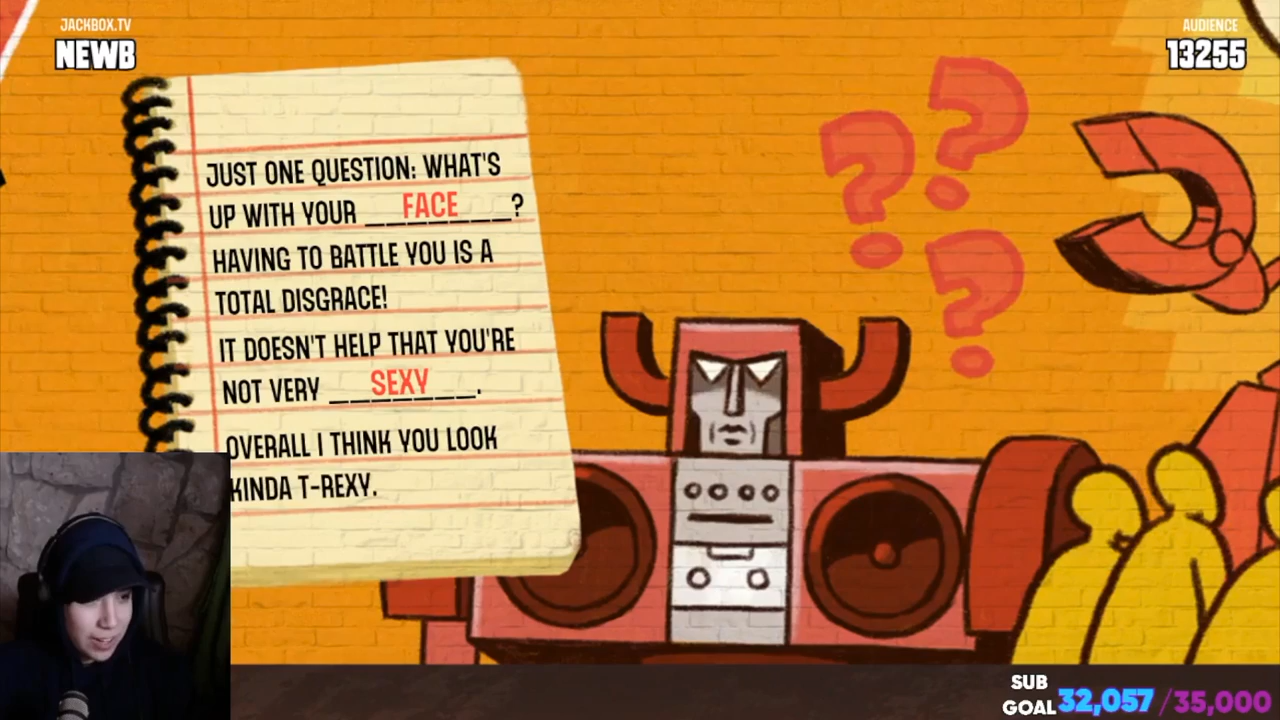 JACKBOX.TV
NEWB
AUDIENCE
13255
JUST ONE QUESTION: WHAT'S
UP WITH YOUR FACE?
HAVING TO BATTLE YOU IS A
TOTAL DISGRACE!
IT DOESN'T HELP THAT YOU'RE
NOT VERY SEXY.
OVERALL I THINK YOU LOOK
KINDA T-REXY.
SUB
GOAL 32,057 / 35,000